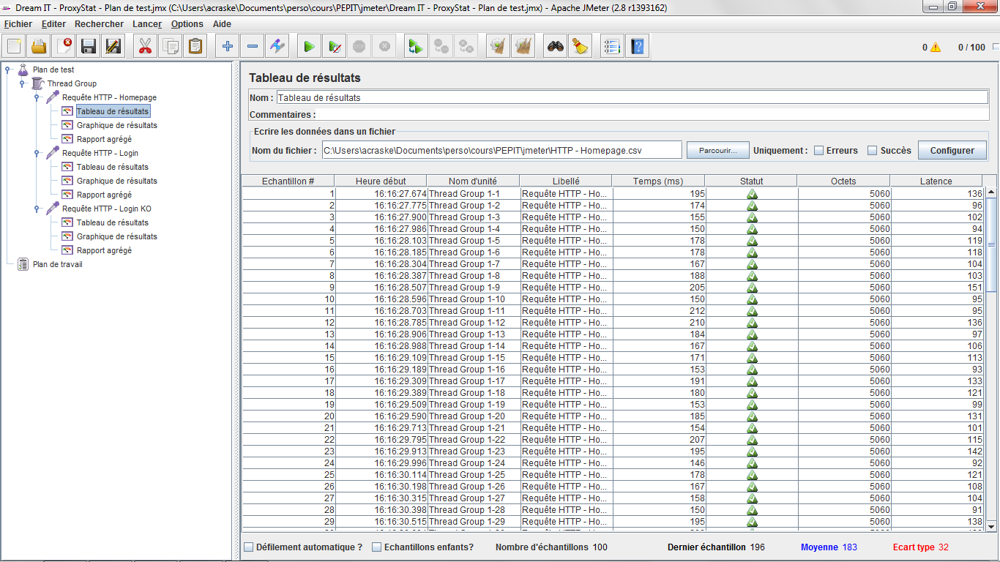 Dream IT - ProxyStat - Plan de test.jmx (C:\Users\acraske\Documents\perso\cours\PEPIT\jmeter\Dream IT - ProxyStat - Plan de test.jmx) - Apache JMeter (2.8 r1393162)
Fichier Editer Rechercher Lancer Options Aide
0 0 / 100
Plan de test
Thread Group
Requête HTTP - Homepage
Tableau de résultats
Graphique de résultats
Rapport agrégé
Requête HTTP - Login
Tableau de résultats
Graphique de résultats
Rapport agrégé
Requête HTTP - Login KO
Tableau de résultats
Graphique de résultats
Rapport agrégé
Plan de travail
Tableau de résultats
Nom : Tableau de résultats
Commentaires :
Ecrire les données dans un fichier
Nom du fichier : C:\Users\acraske\Documents\perso\cours\PEPIT\jmeter\HTTP - Homepage.csv Parcourir... Uniquement : Erreurs Succès Configurer
Echantillon # Heure début Nom d'unité Libellé Temps (ms) Statut Octets Latence
1 16:16:27.674 Thread Group 1-1 Requête HTTP - Ho... 195 5060 136
2 16:16:27.775 Thread Group 1-2 Requête HTTP - Ho... 174 5060 96
3 16:16:27.900 Thread Group 1-3 Requête HTTP - Ho... 155 5060 102
4 16:16:27.986 Thread Group 1-4 Requête HTTP - Ho... 150 5060 94
5 16:16:28.103 Thread Group 1-5 Requête HTTP - Ho... 178 5060 119
6 16:16:28.185 Thread Group 1-6 Requête HTTP - Ho... 178 5060 118
7 16:16:28.304 Thread Group 1-7 Requête HTTP - Ho... 167 5060 104
8 16:16:28.387 Thread Group 1-8 Requête HTTP - Ho... 188 5060 103
9 16:16:28.507 Thread Group 1-9 Requête HTTP - Ho... 205 5060 151
10 16:16:28.596 Thread Group 1-10 Requête HTTP - Ho... 150 5060 95
11 16:16:28.703 Thread Group 1-11 Requête HTTP - Ho... 212 5060 95
12 16:16:28.785 Thread Group 1-12 Requête HTTP - Ho... 210 5060 136
13 16:16:28.906 Thread Group 1-13 Requête HTTP - Ho... 184 5060 97
14 16:16:28.988 Thread Group 1-14 Requête HTTP - Ho... 167 5060 106
15 16:16:29.109 Thread Group 1-15 Requête HTTP - Ho... 171 5060 113
16 16:16:29.189 Thread Group 1-16 Requête HTTP - Ho... 153 5060 93
17 16:16:29.309 Thread Group 1-17 Requête HTTP - Ho... 191 5060 133
18 16:16:29.389 Thread Group 1-18 Requête HTTP - Ho... 180 5060 121
19 16:16:29.509 Thread Group 1-19 Requête HTTP - Ho... 153 5060 99
20 16:16:29.590 Thread Group 1-20 Requête HTTP - Ho... 185 5060 131
21 16:16:29.713 Thread Group 1-21 Requête HTTP - Ho... 154 5060 101
22 16:16:29.795 Thread Group 1-22 Requête HTTP - Ho... 207 5060 115
23 16:16:29.913 Thread Group 1-23 Requête HTTP - Ho... 195 5060 142
24 16:16:29.996 Thread Group 1-24 Requête HTTP - Ho... 146 5060 92
25 16:16:30.114 Thread Group 1-25 Requête HTTP - Ho... 178 5060 121
26 16:16:30.198 Thread Group 1-26 Requête HTTP - Ho... 167 5060 108
27 16:16:30.315 Thread Group 1-27 Requête HTTP - Ho... 158 5060 104
28 16:16:30.398 Thread Group 1-28 Requête HTTP - Ho... 150 5060 91
29 16:16:30.515 Thread Group 1-29 Requête HTTP - Ho... 195 5060 138
Défilement automatique ? Echantillons enfants? Nombre d'échantillons 100 Dernier échantillon 196 Moyenne 183 Ecart type 32